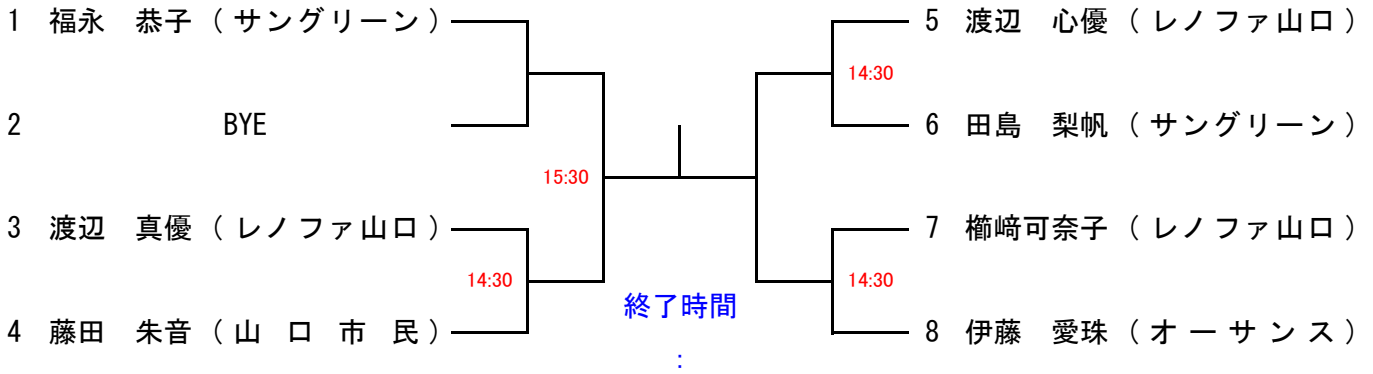 1 福永　恭子（サングリーン）
2 BYE
3 渡辺　真優（レノファ山口）
4 藤田　朱音（山口市民）
15:30
14:30
終了時間
:
5 渡辺　心優（レノファ山口）
14:30
6 田島　梨帆（サングリーン）
7 櫛﨑可奈子（レノファ山口）
14:30
8 伊藤　愛珠（オーサンス）